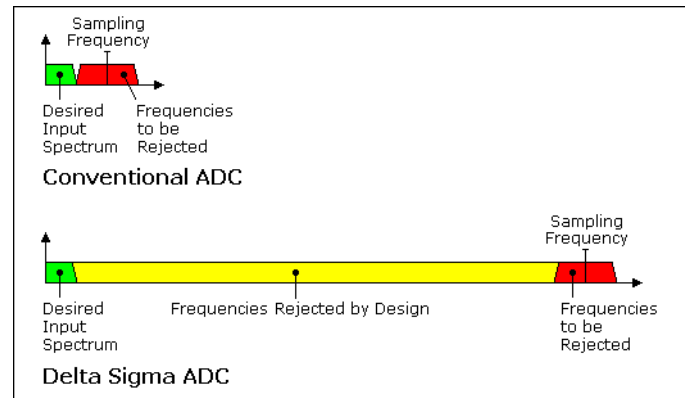 Sampling
Frequency
Desired
Input
Spectrum
Frequencies
to be
Rejected
Conventional ADC
Sampling
Frequency
Desired
Input
Spectrum
Frequencies Rejected by Design
Frequencies
to be
Rejected
Delta Sigma ADC